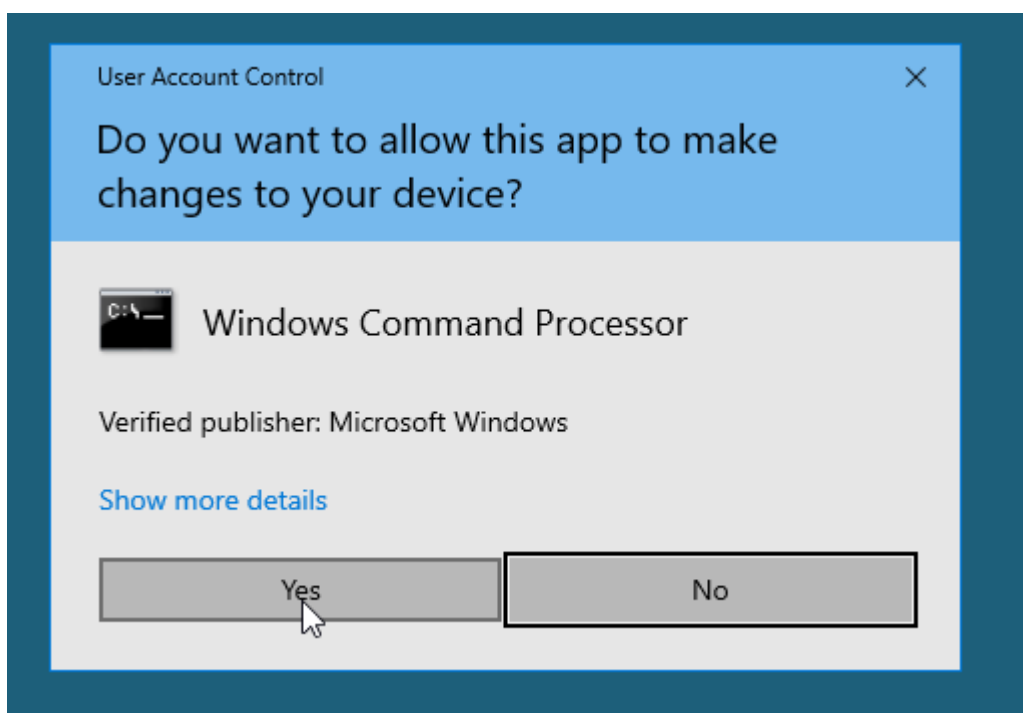 User Account Control
Do you want to allow this app to make
changes to your device?
C:\_
Windows Command Processor
Verified publisher: Microsoft Windows
Show more details
Yes
No